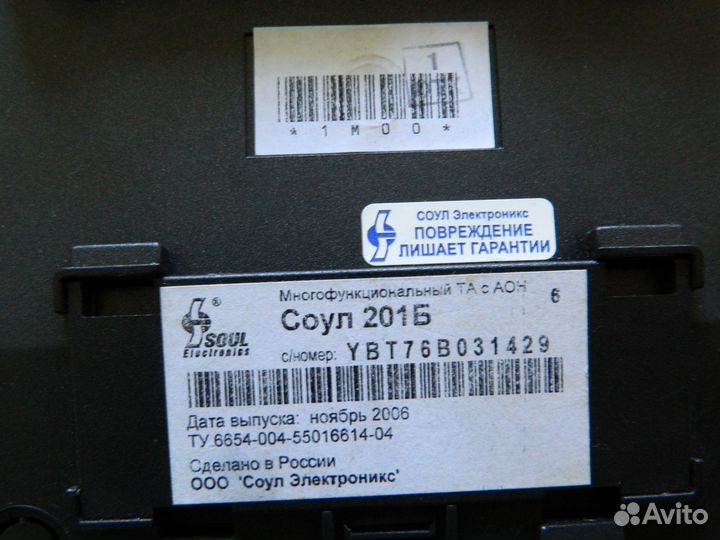 1
*1M00*
СОУЛ Электроникс
ПОВРЕЖДЕНИЕ
ЛИШАЕТ ГАРАНТИИ
Многофункциональный ТА с АОН 6
SOUL®
Electronics
Соул 201Б
с/номер: YBT76B031429
Дата выпуска: ноябрь 2006
ТУ 6654-004-55016614-04
Сделано в России
ООО 'Соул Электроникс'
Avito